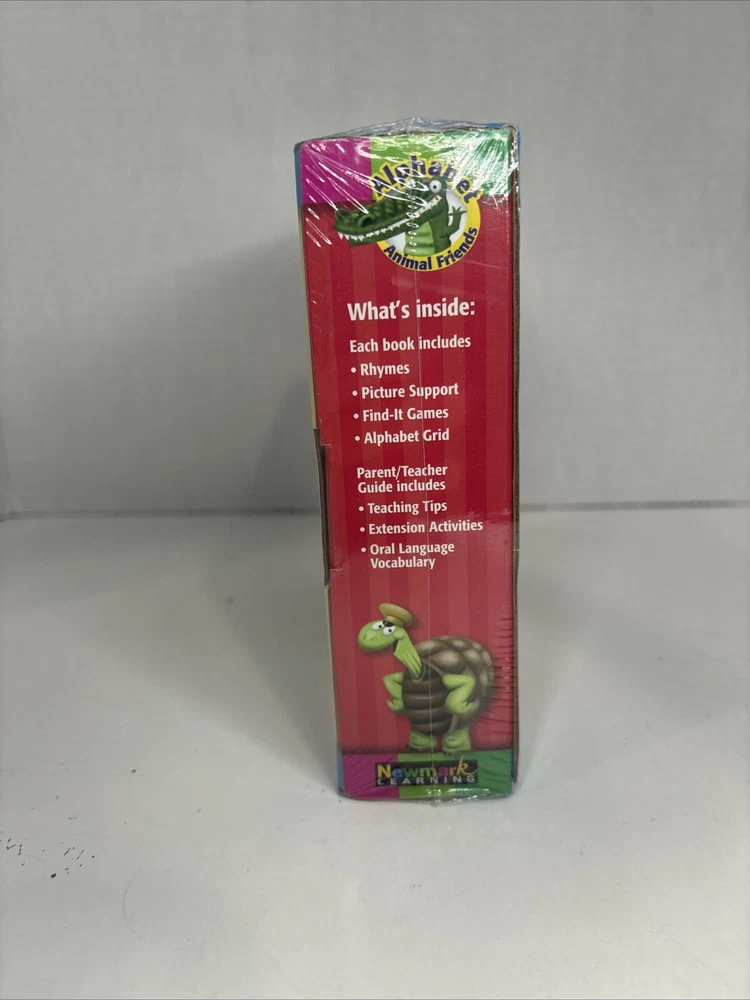 Alphabet
Animal Friends
What's inside:
Each book includes
• Rhymes
• Picture Support
• Find-It Games
• Alphabet Grid
Parent/Teacher
Guide includes
• Teaching Tips
• Extension Activities
• Oral Language
Vocabulary
Newmark
LEARNING